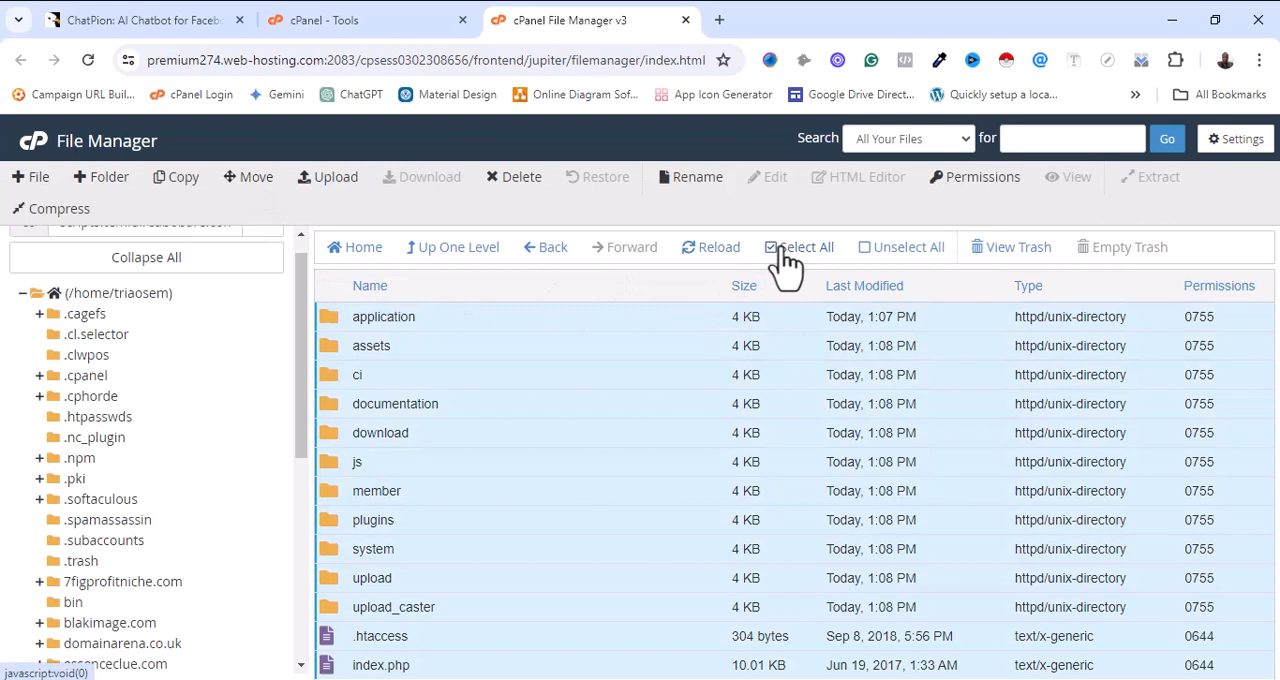 ChatPion: AI Chatbot for Facebo
cPanel - Tools
cPanel File Manager v3
premium274.web-hosting.com:2083/cpsess0302308656/frontend/jupiter/filemanager/index.html
Campaign URL Buil...
cPanel Login
Gemini
ChatGPT
Material Design
Online Diagram Sof...
App Icon Generator
Google Drive Direct...
Quickly setup a loca...
All Bookmarks
cP File Manager
Search
All Your Files
for
Go
Settings
File
Folder
Copy
Move
Upload
Download
Delete
Restore
Rename
Edit
HTML Editor
Permissions
View
Extract
Compress
Collapse All
Home
Up One Level
Back
Forward
Reload
Select All
Unselect All
View Trash
Empty Trash
(/home/triaosem)
.cagefs
.cl.selector
.clwpos
.cpanel
.cphorde
.htpasswds
.nc_plugin
.npm
.pki
.softaculous
.spamassassin
.subaccounts
.trash
7figprofitniche.com
bin
blakimage.com
domainarena.co.uk
essenceclue.com
Name Size Last Modified Type Permissions
application 4 KB Today, 1:07 PM httpd/unix-directory 0755
assets 4 KB Today, 1:08 PM httpd/unix-directory 0755
ci 4 KB Today, 1:08 PM httpd/unix-directory 0755
documentation 4 KB Today, 1:08 PM httpd/unix-directory 0755
download 4 KB Today, 1:08 PM httpd/unix-directory 0755
js 4 KB Today, 1:08 PM httpd/unix-directory 0755
member 4 KB Today, 1:08 PM httpd/unix-directory 0755
plugins 4 KB Today, 1:08 PM httpd/unix-directory 0755
system 4 KB Today, 1:08 PM httpd/unix-directory 0755
upload 4 KB Today, 1:08 PM httpd/unix-directory 0755
upload_caster 4 KB Today, 1:08 PM httpd/unix-directory 0755
.htaccess 304 bytes Sep 8, 2018, 5:56 PM text/x-generic 0644
index.php 10.01 KB Jun 19, 2017, 1:33 AM text/x-generic 0644
javascript:void(0)